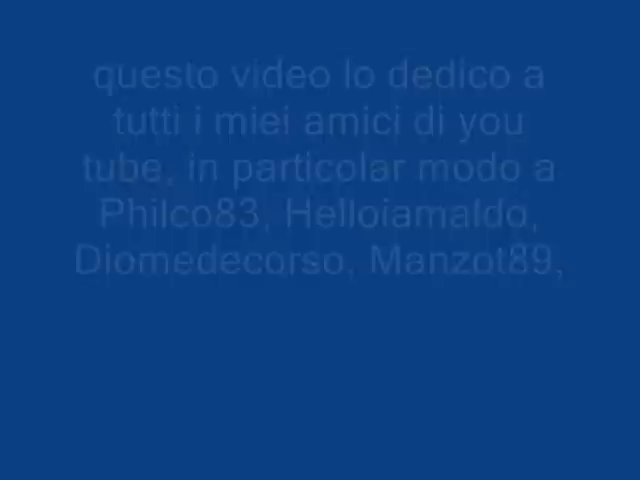 questo video lo dedico a
tutti i miei amici di you
tube, in particolar modo a
Philco83, Helloiamaldo,
Diomedecorso, Manzot89,